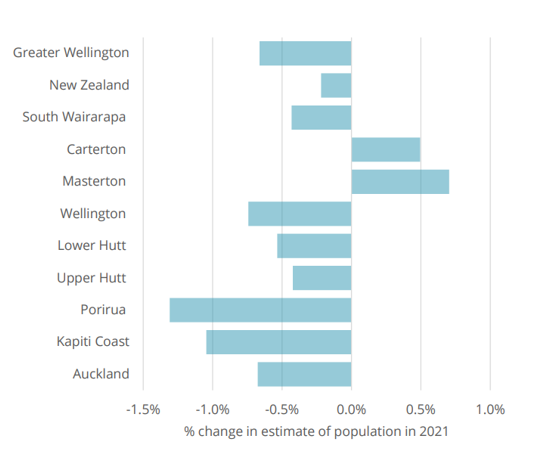 Greater Wellington
New Zealand
South Wairarapa
Carterton
Masterton
Wellington
Lower Hutt
Upper Hutt
Porirua
Kapiti Coast
Auckland
-1.5% -1.0% -0.5% 0.0% 0.5% 1.0%
% change in estimate of population in 2021